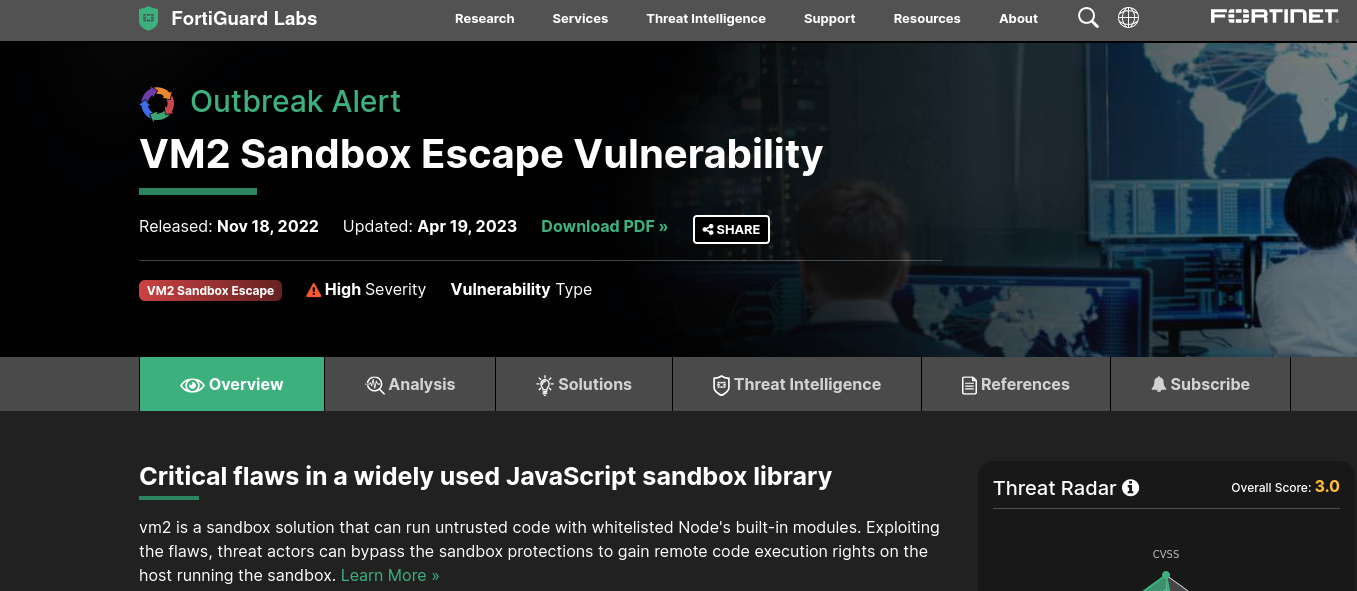 FortiGuard Labs
Research Services Threat Intelligence Support Resources About
FORTINET
Outbreak Alert
VM2 Sandbox Escape Vulnerability
Released: Nov 18, 2022 Updated: Apr 19, 2023 Download PDF » SHARE
VM2 Sandbox Escape High Severity Vulnerability Type
Overview Analysis Solutions Threat Intelligence References Subscribe
Critical flaws in a widely used JavaScript sandbox library
vm2 is a sandbox solution that can run untrusted code with whitelisted Node's built-in modules. Exploiting
the flaws, threat actors can bypass the sandbox protections to gain remote code execution rights on the
host running the sandbox. Learn More »
Threat Radar Overall Score: 3.0
CVSS